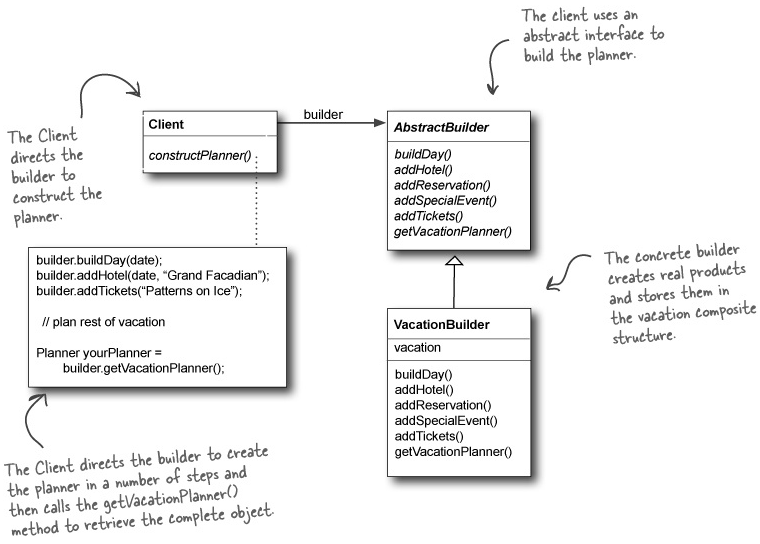 The client uses an
abstract interface to
build the planner.
The Client
directs the
builder to
construct the
planner.
Client
constructPlanner()
builder
AbstractBuilder
buildDay()
addHotel()
addReservation()
addSpecialEvent()
addTickets()
getVacationPlanner()
builder.buildDay(date);
builder.addHotel(date, “Grand Facadian”);
builder.addTickets(“Patterns on Ice”);
// plan rest of vacation
Planner yourPlanner =
builder.getVacationPlanner();
The concrete builder
creates real products
and stores them in
the vacation composite
structure.
VacationBuilder
vacation
buildDay()
addHotel()
addReservation()
addSpecialEvent()
addTickets()
getVacationPlanner()
The Client directs the builder to create
the planner in a number of steps and
then calls the getVacationPlanner()
method to retrieve the complete object.